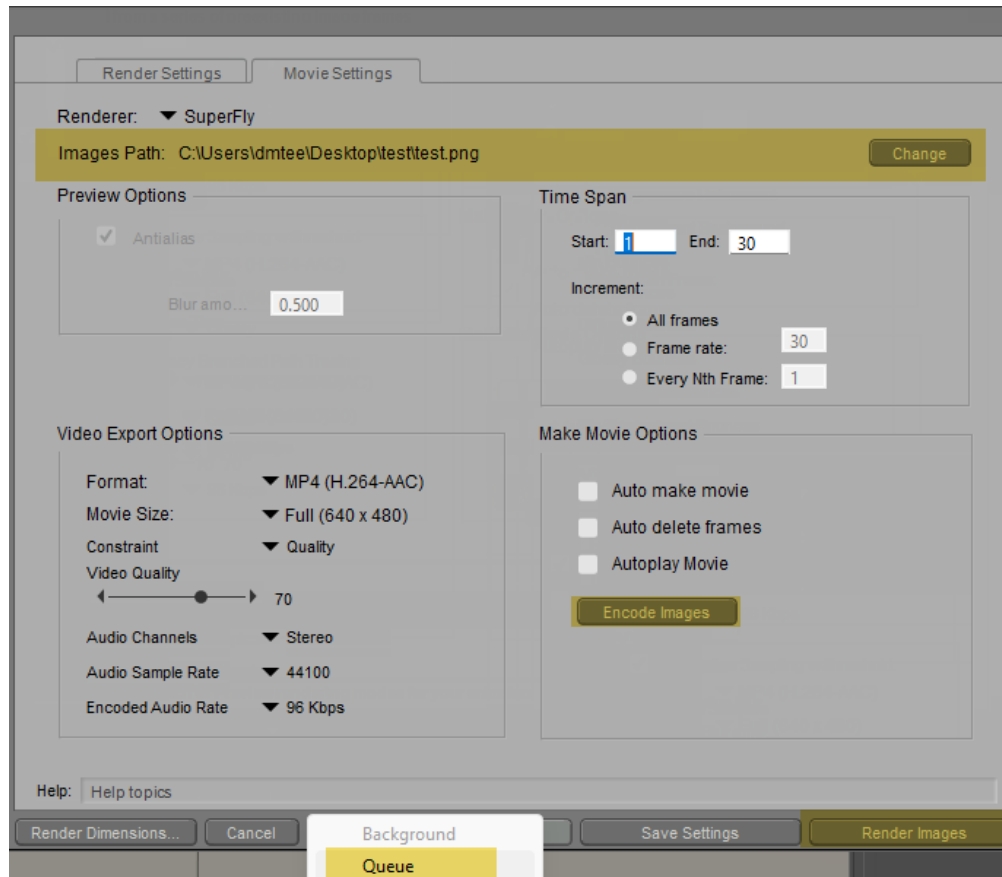 Render Settings
Movie Settings
Renderer: SuperFly
Images Path: C:\Users\dmtee\Desktop\test\test.png
Change
Preview Options
Antialias
Blur amo... 0.500
Time Span
Start: 1 End: 30
Increment:
All frames
Frame rate: 30
Every Nth Frame: 1
Video Export Options
Format: MP4 (H.264-AAC)
Movie Size: Full (640 x 480)
Constraint Quality
Video Quality
70
Audio Channels Stereo
Audio Sample Rate 44100
Encoded Audio Rate 96 Kbps
Make Movie Options
Auto make movie
Auto delete frames
Autoplay Movie
Encode Images
Help: Help topics
Render Dimensions... Cancel Background Save Settings Render Images
Queue